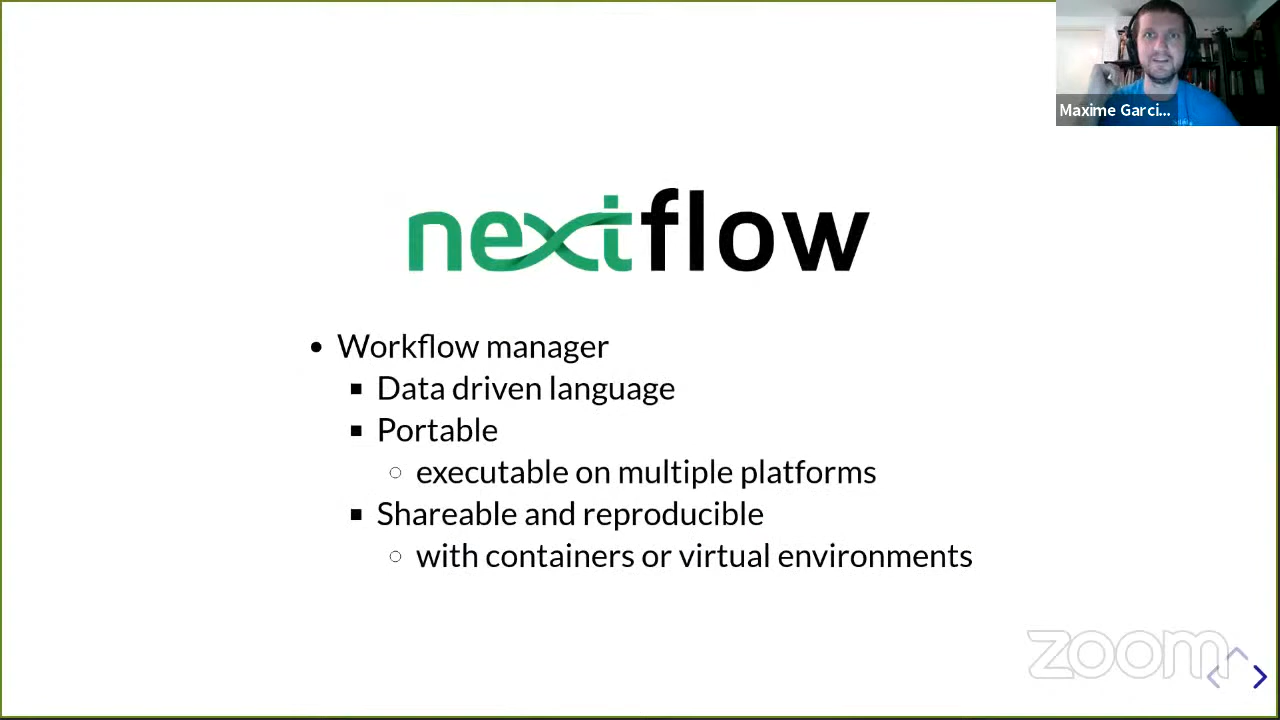 Maxime Garci...
nextflow
Workflow manager
Data driven language
Portable
executable on multiple platforms
Shareable and reproducible
with containers or virtual environments
zoom